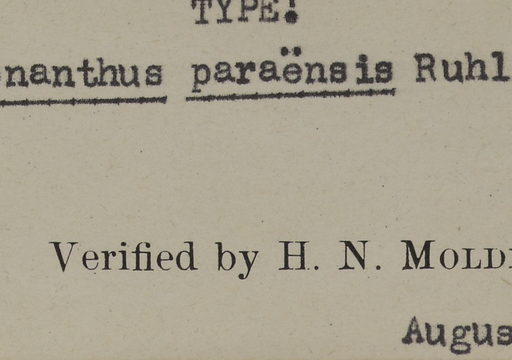 TYPE!
nanthus paraënsis Ruhl
Verified by H. N. MOLD
Augus